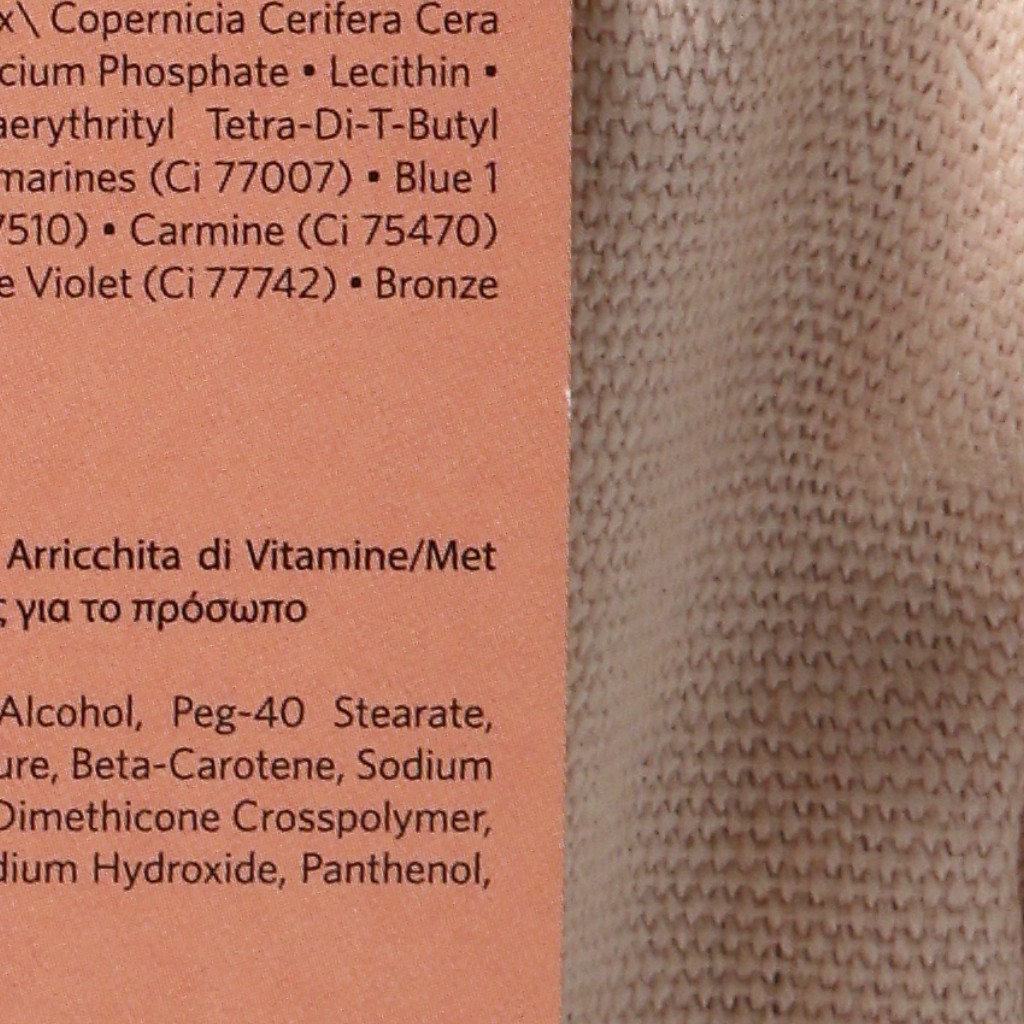 x\ Copernicia Cerifera Cera
cium Phosphate • Lecithin •
aerythrityl Tetra-Di-T-Butyl
marines (Ci 77007) • Blue 1
7510) • Carmine (Ci 75470)
e Violet (Ci 77742) • Bronze
Arricchita di Vitamine/Met
ς για το πρόσωπο
Alcohol, Peg-40 Stearate,
ure, Beta-Carotene, Sodium
Dimethicone Crosspolymer,
dium Hydroxide, Panthenol,